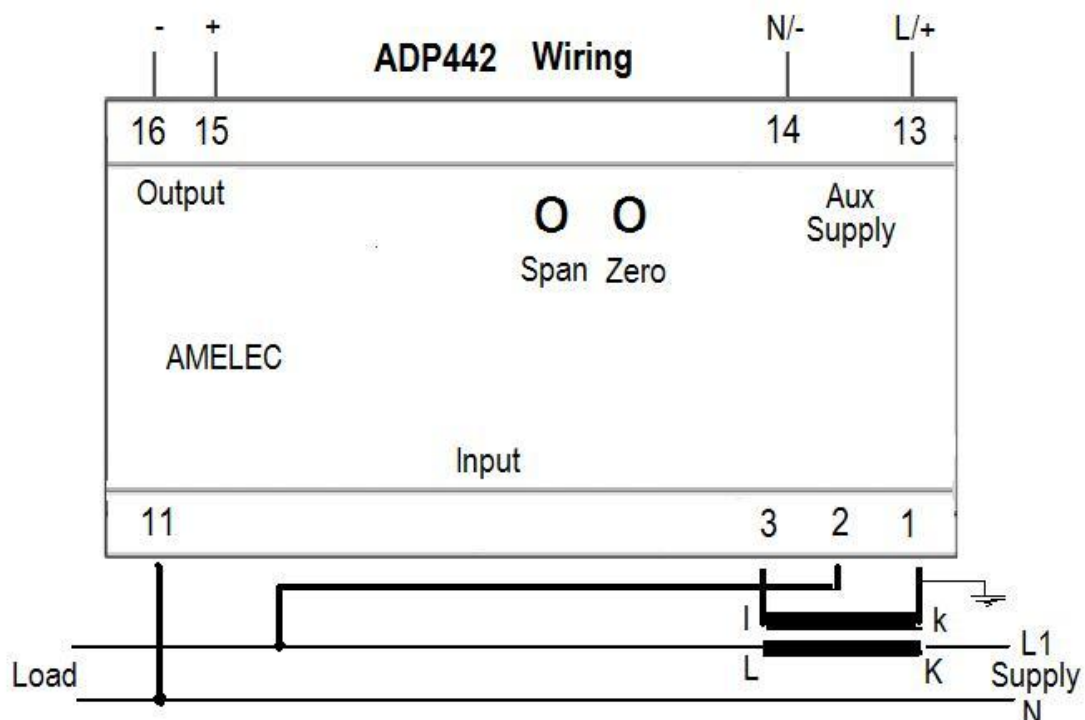 - + N/- L/+
ADP442 Wiring
16 15 14 13
Output
Aux
Supply
O O
Span Zero
AMELEC
Input
11 3 2 1
l k
L K
L1
Load
Supply
N